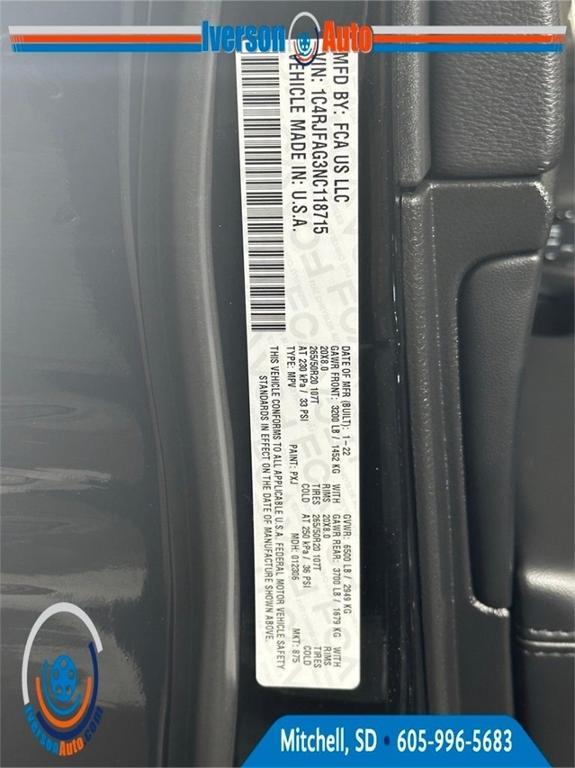 Iverson Auto
MFD BY: FCA US LLC
VIN: 1C4RJFAG3NC118715
VEHICLE MADE IN: U.S.A.
DATE OF MFR (BUILT): 1-22 GVWR: 6500 LB / 2949 KG
GAWR FRONT: 3200 LB / 1452 KG WITH GAWR REAR: 3700 LB / 1679 KG WITH
20X8.0 RIMS 20X8.0 RIMS
265/50R20 107T TIRES 265/50R20 107T TIRES
AT 230 kPa / 33 PSI COLD AT 250 kPa / 36 PSI COLD
TYPE: MPV PAINT: PXJ MDH: 012306 MKT: 875
THIS VEHICLE CONFORMS TO ALL APPLICABLE U.S.A. FEDERAL MOTOR VEHICLE SAFETY
STANDARDS IN EFFECT ON THE DATE OF MANUFACTURE SHOWN ABOVE.
Iverson
Auto.com
Mitchell, SD • 605-996-5683